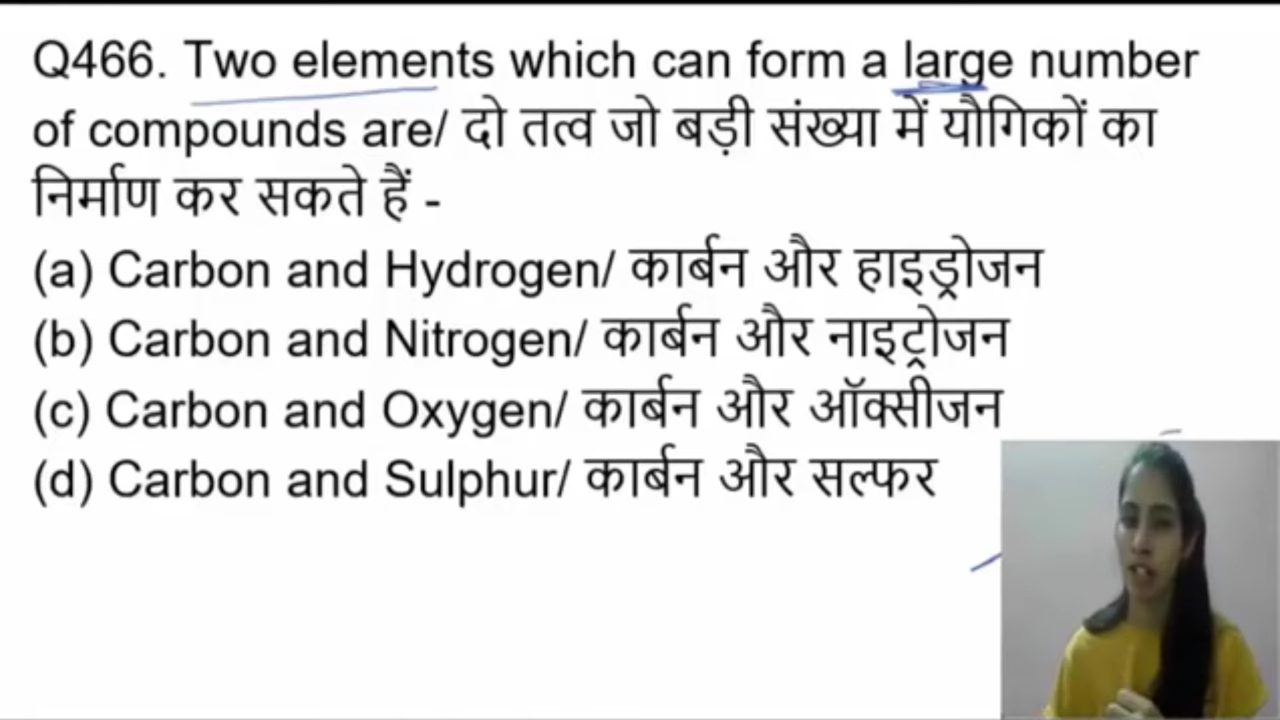 Q466. Two elements which can form a large number
of compounds are/ दो तत्व जो बड़ी संख्या में यौगिकों का
निर्माण कर सकते हैं -
(a) Carbon and Hydrogen/ कार्बन और हाइड्रोजन
(b) Carbon and Nitrogen/ कार्बन और नाइट्रोजन
(c) Carbon and Oxygen/ कार्बन और ऑक्सीजन
(d) Carbon and Sulphur/ कार्बन और सल्फर